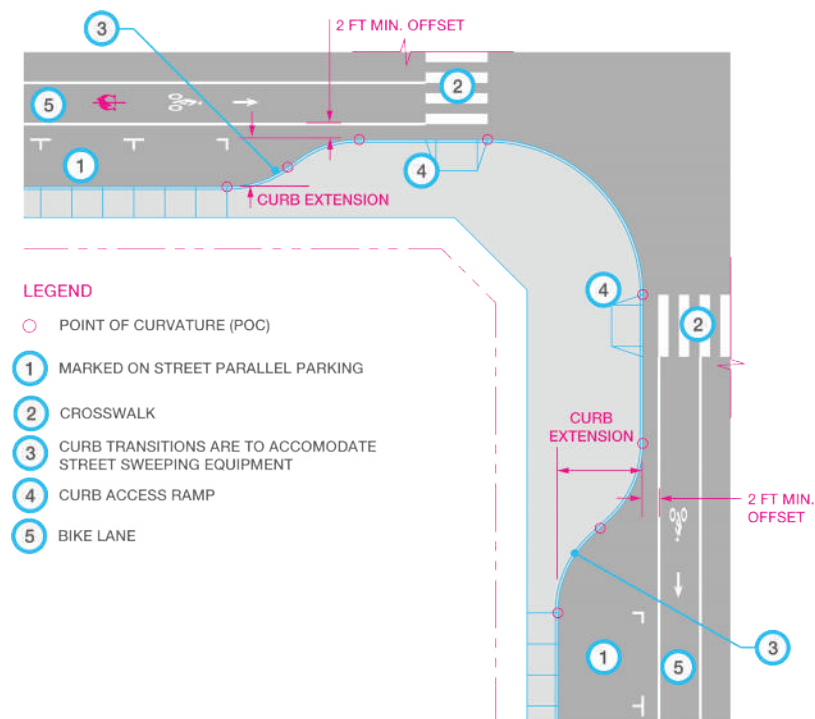 3
2 FT MIN. OFFSET
2
5
1
4
CURB EXTENSION
4
2
LEGEND
POINT OF CURVATURE (POC)
1 MARKED ON STREET PARALLEL PARKING
2 CROSSWALK
3 CURB TRANSITIONS ARE TO ACCOMODATE
STREET SWEEPING EQUIPMENT
4 CURB ACCESS RAMP
5 BIKE LANE
CURB
EXTENSION
2 FT MIN.
OFFSET
3
1
5